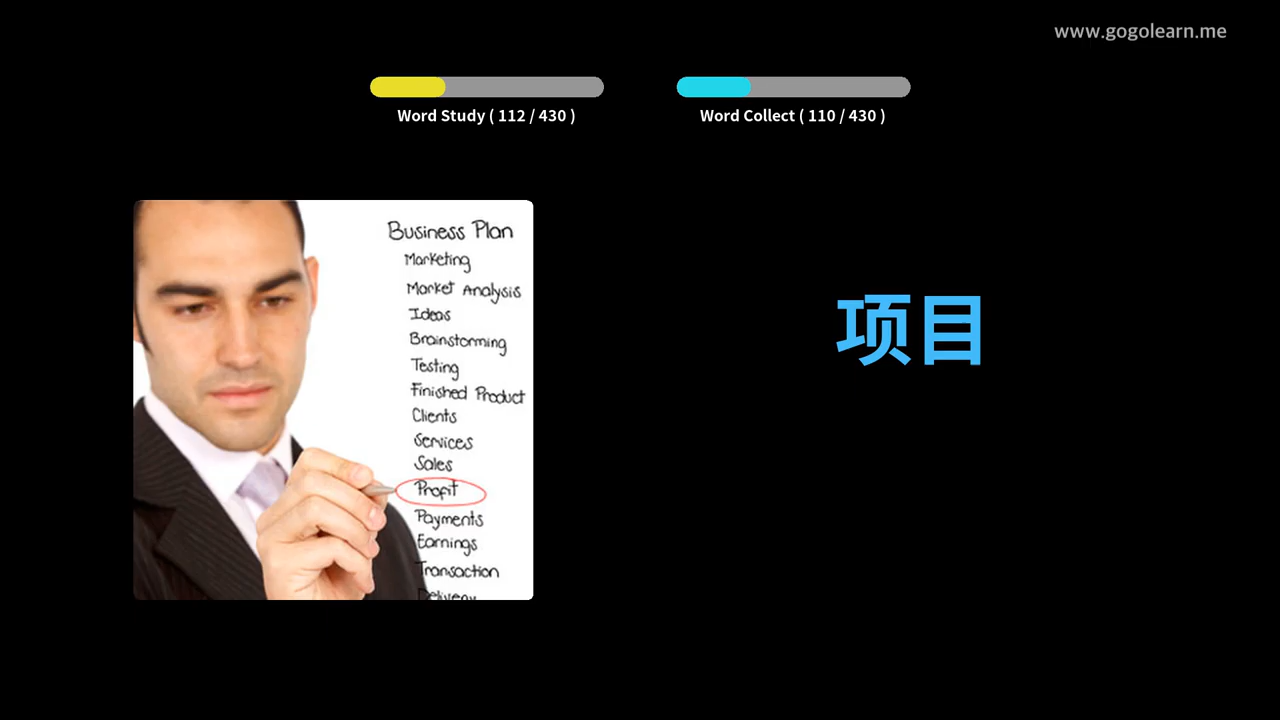 www.gogolearn.me
Word Study ( 112 / 430 )
Word Collect ( 110 / 430 )
Business Plan
Marketing
Market Analysis
Ideas
Brainstorming
Testing
Finished Product
Clients
Services
Sales
Profit
Payments
Earnings
Transaction
Delivery
项目